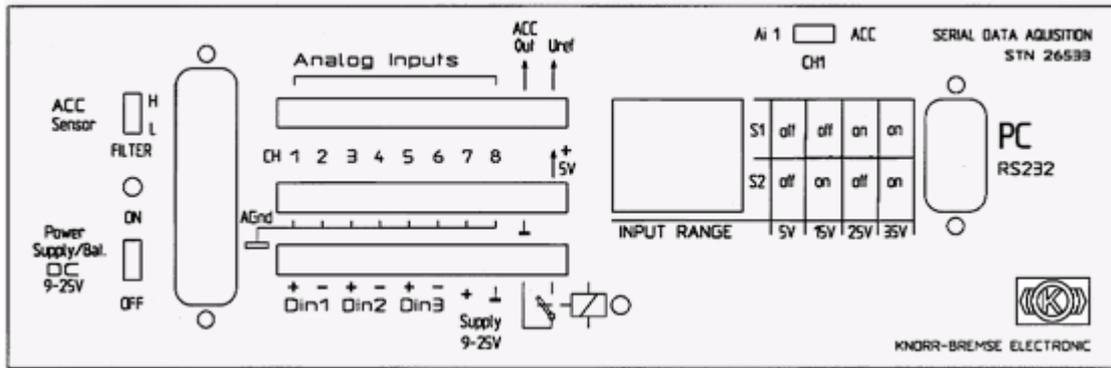 ACC Out Uref
Analog Inputs
Ai 1 ACC
CH1
SERIAL DATA AQUISITION
STN 26533
ACC Sensor
H
L
FILTER
CH 1 2 3 4 5 6 7 8
+ 5V
S1 off off on on
S2 off on off on
INPUT RANGE 5V 15V 25V 35V
PC
RS232
ON
Power Supply/Bal.
DC
9-25V
OFF
AGnd
+ - + - + - +
Din1 Din2 Din3
Supply
9-25V
K
KNORR-BREMSE ELECTRONIC